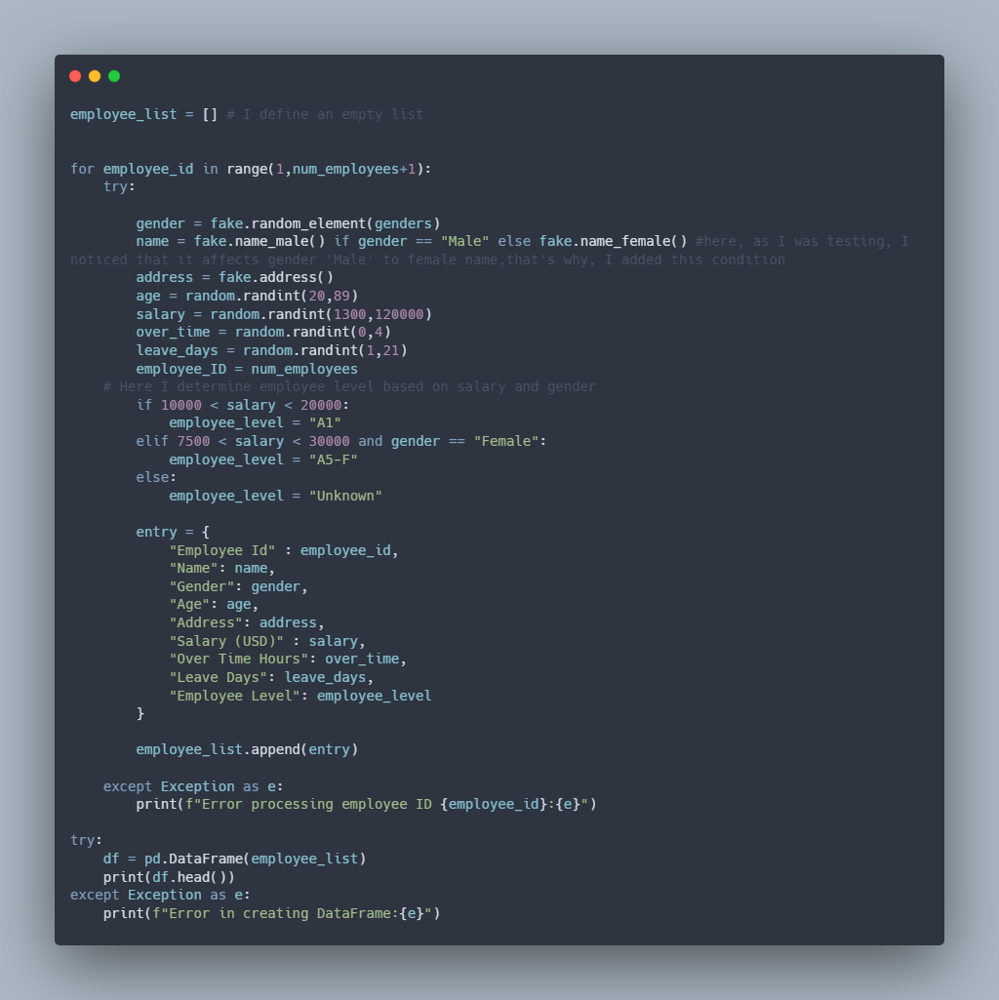 employee_list = [] # I define an empty list
for employee_id in range(1,num_employees+1):
    try:
        gender = fake.random_element(genders)
        name = fake.name_male() if gender == "Male" else fake.name_female() #here, as I was testing, I
noticed that it affects gender 'Male' to female name,that's why, I added this condition
        address = fake.address()
        age = random.randint(20,89)
        salary = random.randint(1300,120000)
        over_time = random.randint(0,4)
        leave_days = random.randint(1,21)
        employee_ID = num_employees
    # Here I determine employee level based on salary and gender
        if 10000 < salary < 20000:
            employee_level = "A1"
        elif 7500 < salary < 30000 and gender == "Female":
            employee_level = "A5-F"
        else:
            employee_level = "Unknown"
        entry = {
            "Employee Id" : employee_id,
            "Name": name,
            "Gender": gender,
            "Age": age,
            "Address": address,
            "Salary (USD)" : salary,
            "Over Time Hours": over_time,
            "Leave Days": leave_days,
            "Employee Level": employee_level
        }
        employee_list.append(entry)
    except Exception as e:
        print(f"Error processing employee ID {employee_id}:{e}")
try:
    df = pd.DataFrame(employee_list)
    print(df.head())
except Exception as e:
    print(f"Error in creating DataFrame:{e}")